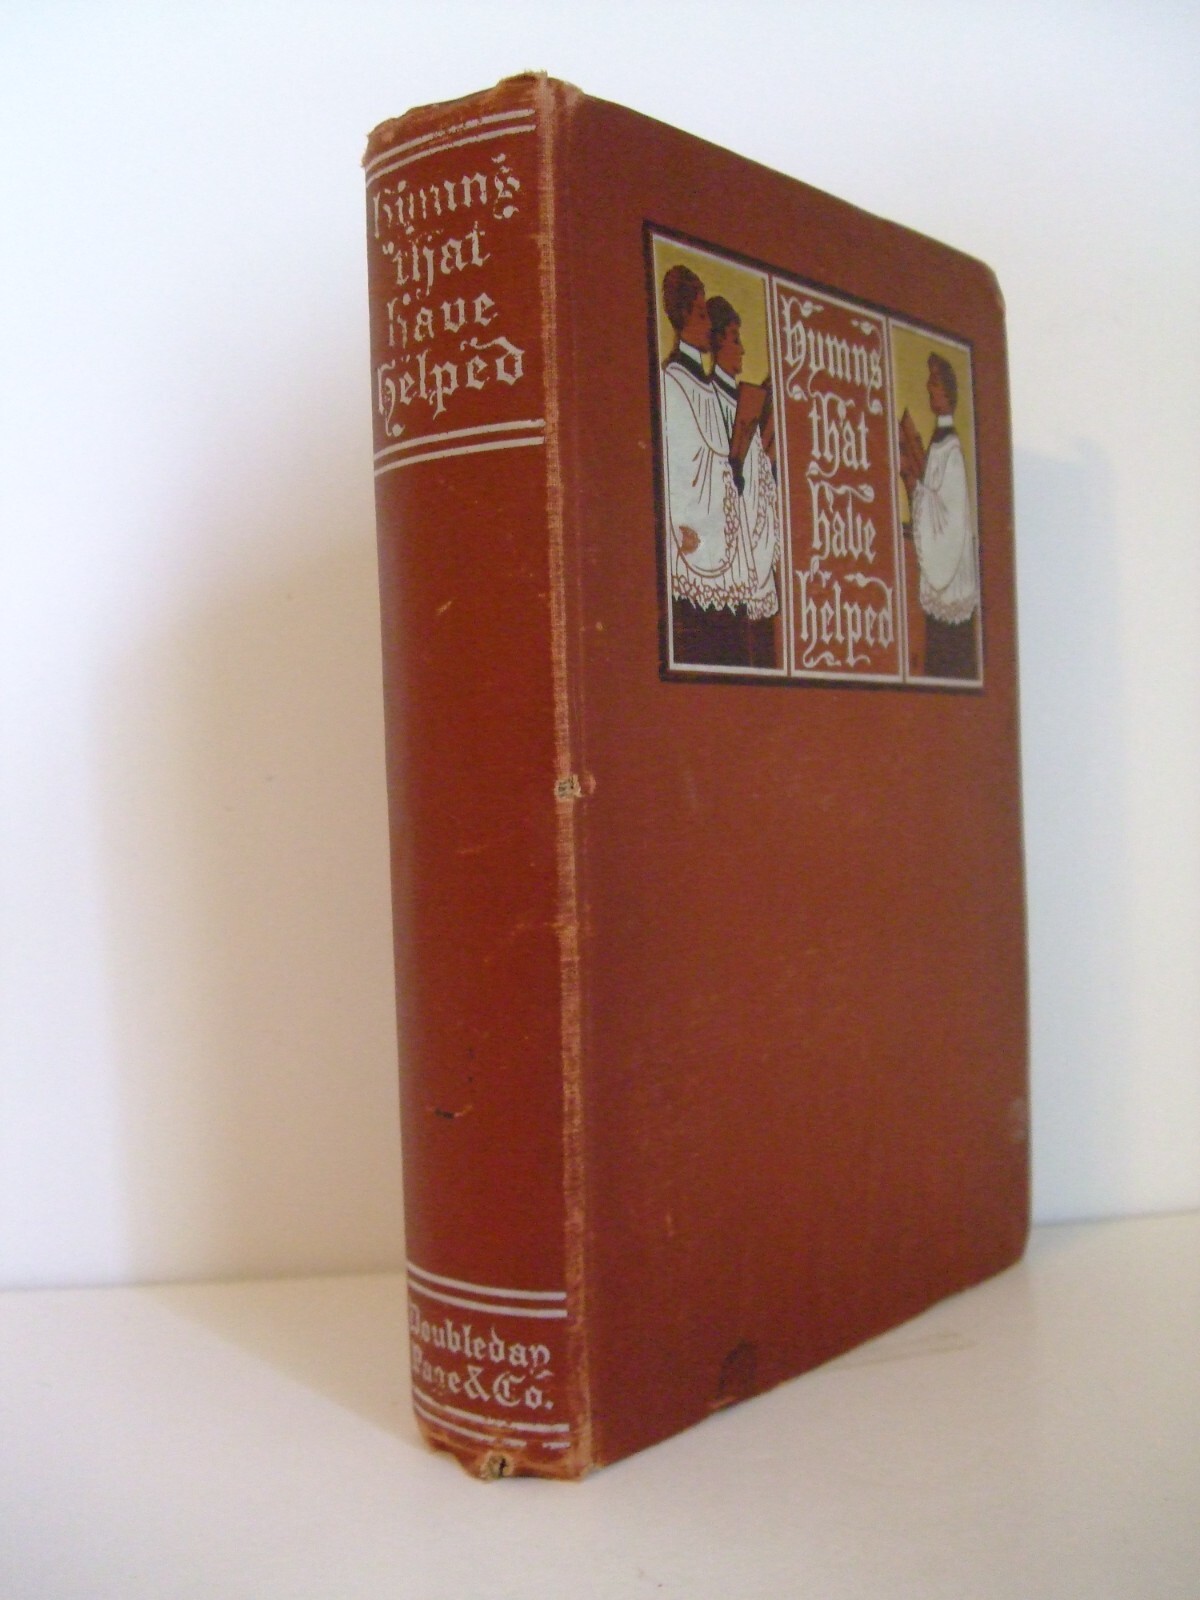 hymns
that
have
helped
Doubleday
Page & Co.
hymns
that
have
helped